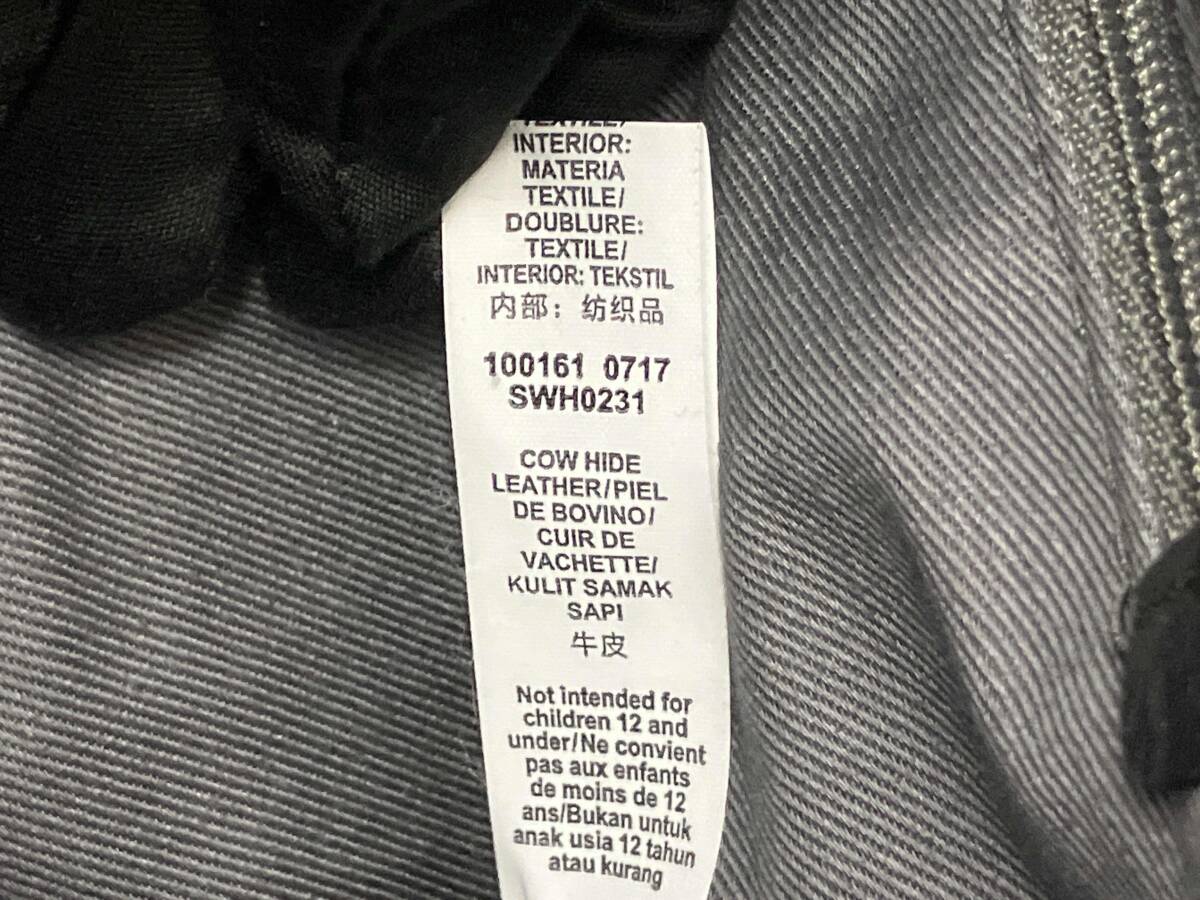 TEXTILE/
INTERIOR:
MATERIA
TEXTILE/
DOUBLURE:
TEXTILE/
INTERIOR: TEKSTIL
内部：纺织品
100161 0717
SWH0231
COW HIDE
LEATHER/PIEL
DE BOVINO/
CUIR DE
VACHETTE/
KULIT SAMAK
SAPI
牛皮
Not intended for
children 12 and
under/Ne convient
pas aux enfants
de moins de 12
ans/Bukan untuk
anak usia 12 tahun
atau kurang